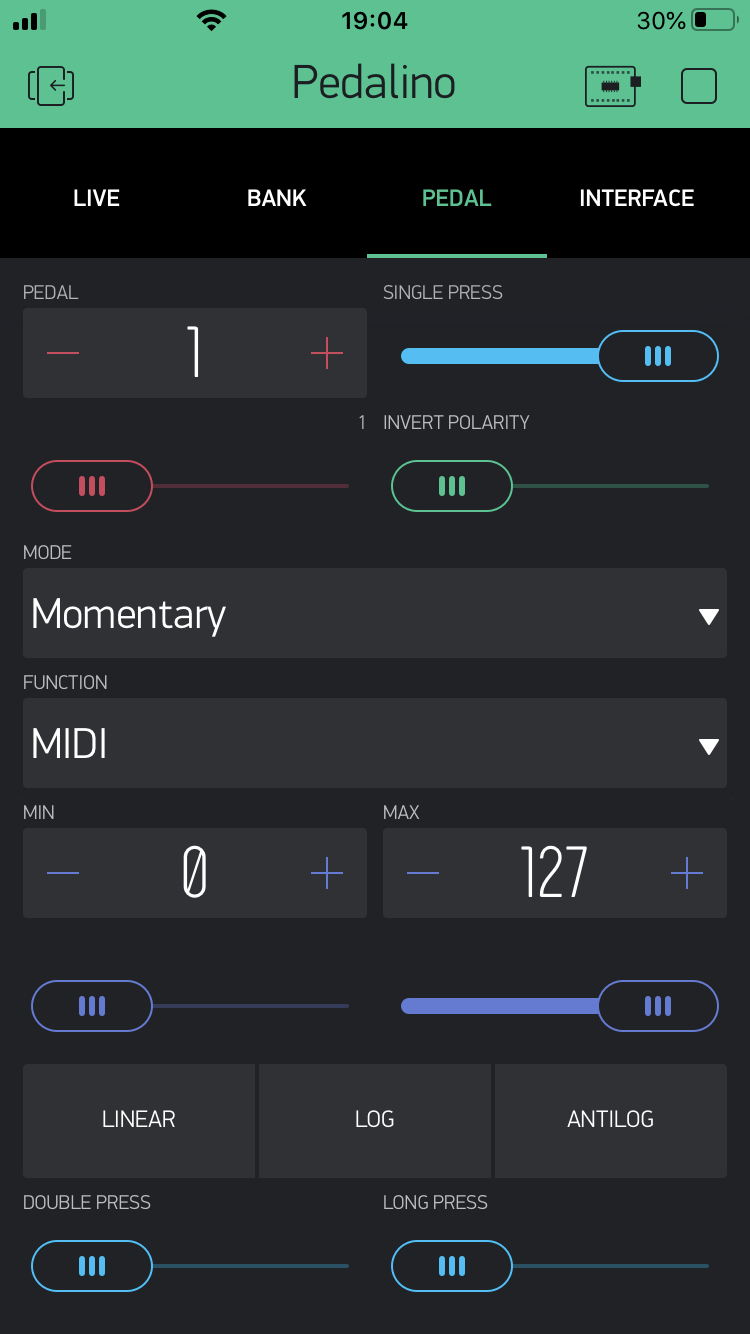 19:04
30%
Pedalino
LIVE
BANK
PEDAL
INTERFACE
PEDAL
SINGLE PRESS
1
1
INVERT POLARITY
MODE
Momentary
FUNCTION
MIDI
MIN
MAX
0
127
LINEAR
LOG
ANTILOG
DOUBLE PRESS
LONG PRESS